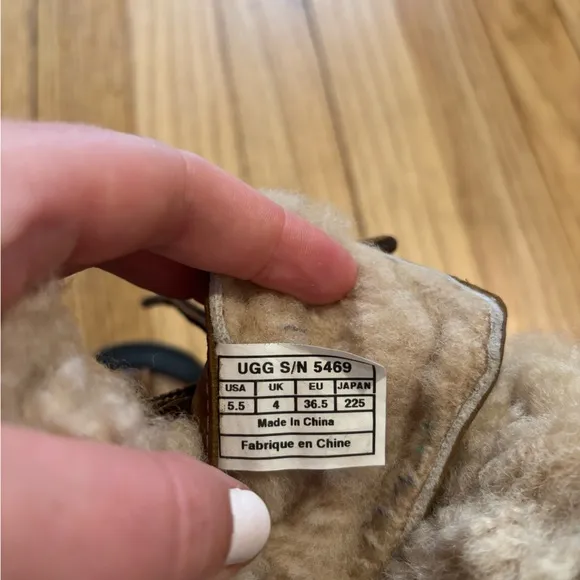 UGG S/N 5469
USA UK EU JAPAN
5.5 4 36.5 225
Made In China
Fabrique en Chine